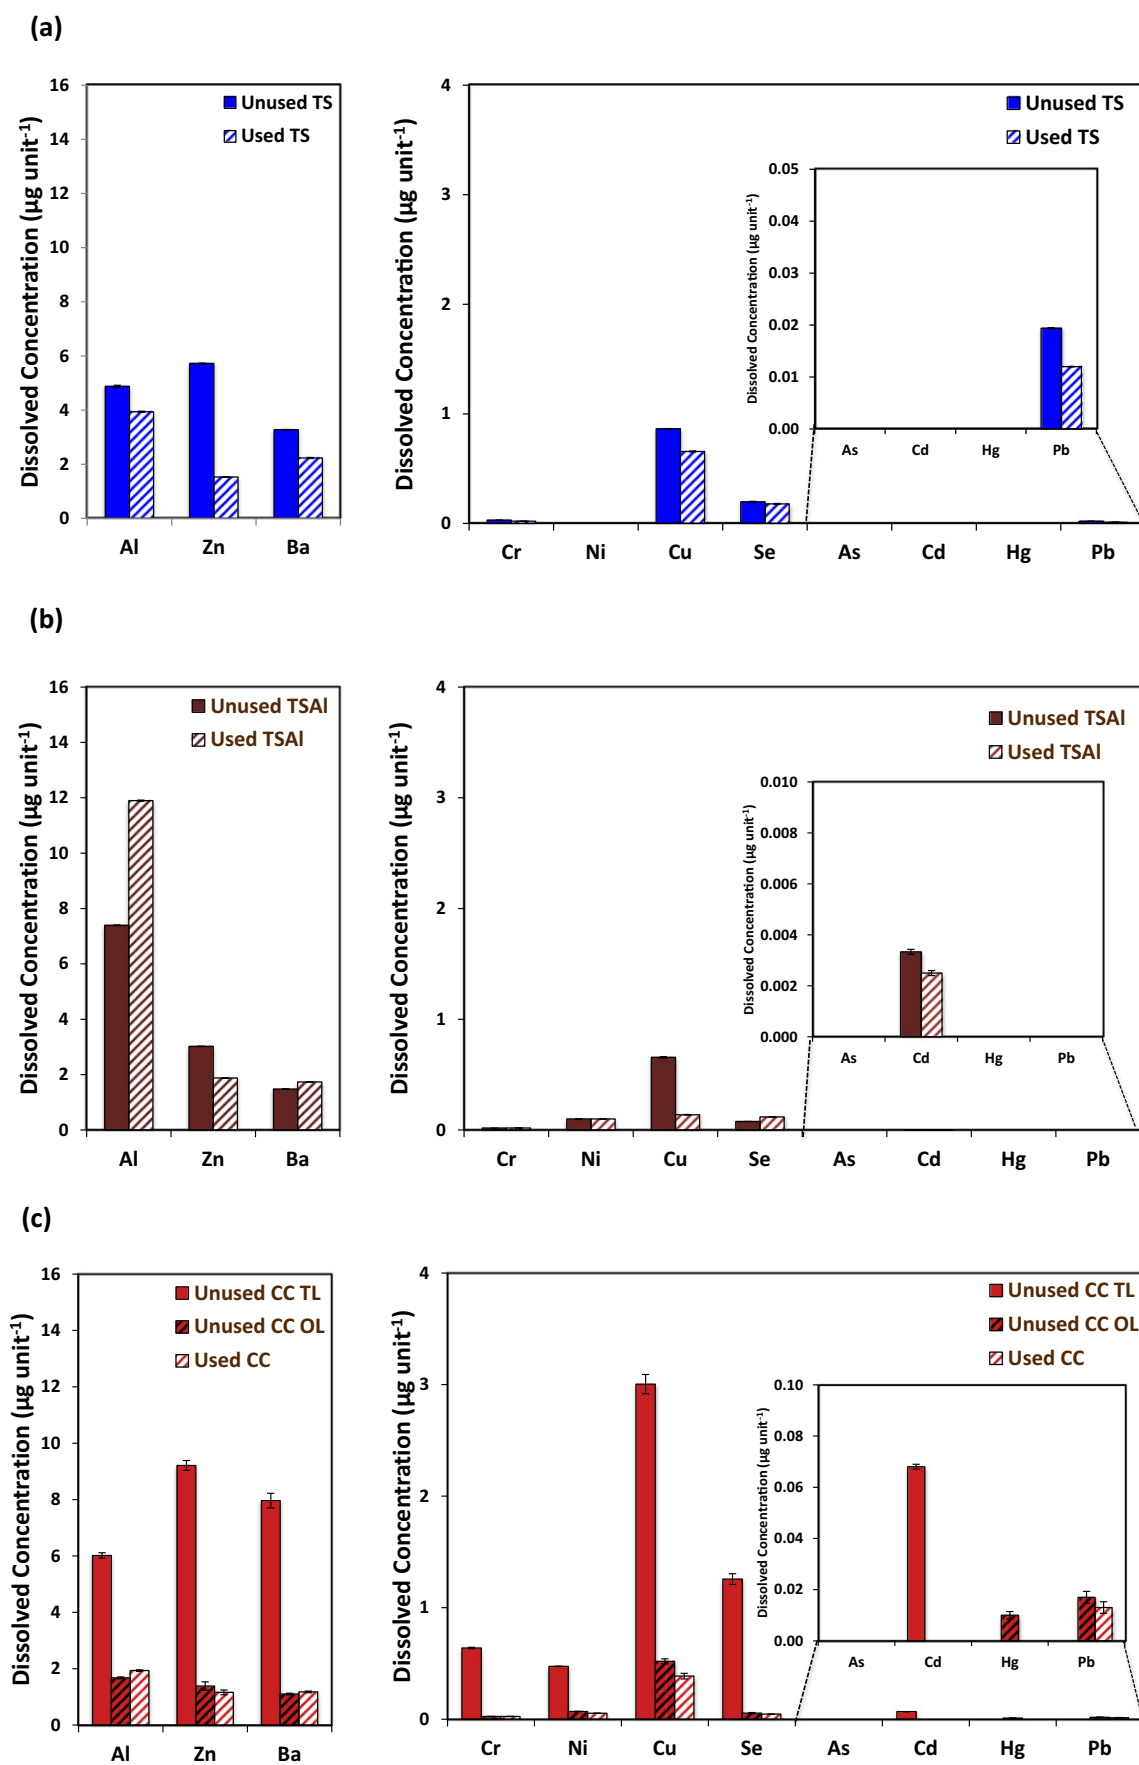 (a)
Dissolved Concentration (µg unit⁻¹)
16
14
12
10
8
6
4
2
0
Unused TS
Used TS
Al Zn Ba
Dissolved Concentration (µg unit⁻¹)
4
3
2
1
0
Unused TS
Used TS
Dissolved Concentration (µg unit⁻¹)
0.05
0.04
0.03
0.02
0.01
0.00
As Cd Hg Pb
Cr Ni Cu Se As Cd Hg Pb
(b)
Dissolved Concentration (µg unit⁻¹)
16
14
12
10
8
6
4
2
0
Unused TSAl
Used TSAl
Al Zn Ba
Dissolved Concentration (µg unit⁻¹)
4
3
2
1
0
Unused TSAl
Used TSAl
Dissolved Concentration (µg unit⁻¹)
0.010
0.008
0.006
0.004
0.002
0.000
As Cd Hg Pb
Cr Ni Cu Se As Cd Hg Pb
(c)
Dissolved Concentration (µg unit⁻¹)
16
14
12
10
8
6
4
2
0
Unused CC TL
Unused CC OL
Used CC
Al Zn Ba
Dissolved Concentration (µg unit⁻¹)
4
3
2
1
0
Unused CC TL
Unused CC OL
Used CC
Dissolved Concentration (µg unit⁻¹)
0.10
0.08
0.06
0.04
0.02
0.00
As Cd Hg Pb
Cr Ni Cu Se As Cd Hg Pb